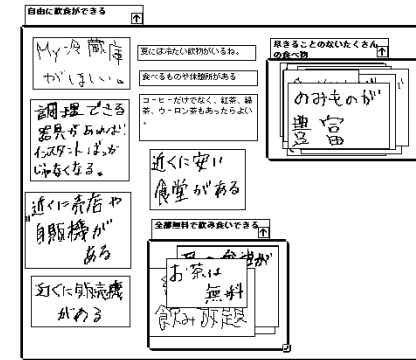 自由に飲食ができる
My冷蔵庫
がほしい。
夏には冷たい飲物がいるね。
食べるものや休憩所がある
コーヒーだけでなく、紅茶、緑
茶、ウーロン茶もあったらよい
。
調理できる
器具があれば!
インスタントばっか
じゃなくなる。
近くに安い
食堂がある
近くに売店や
自販機が
ある
近くに自販売機
がある
尽きることのないたくさん
の食べ物
のみものが
豊富
全部無料で飲み食いできる
お茶は
無料
飲み放題